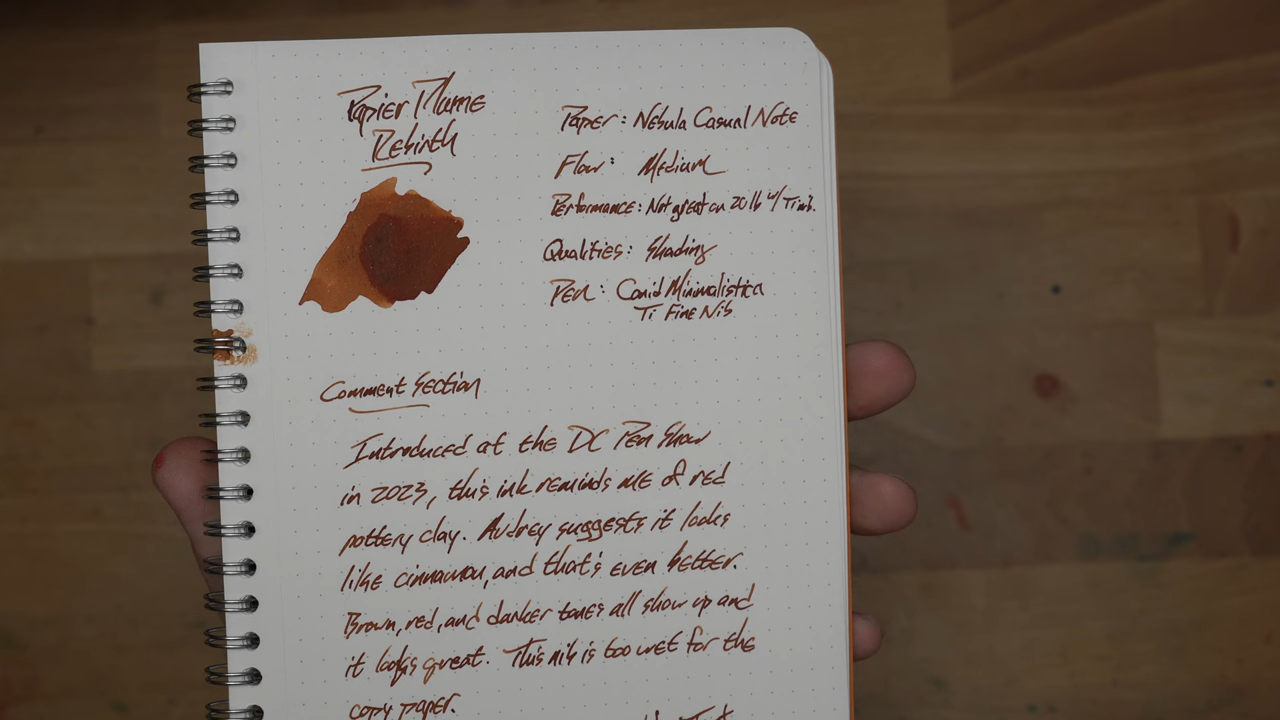 Papier Plume
Rebirth
Paper: Nebula Casual Note
Flow: Medium
Performance: Not great on 20 lb w/ Ti nib.
Qualities: Shading
Pen: Conid Minimalistica
Ti Fine Nib
Comment Section
Introduced at the DC Pen Show
in 2023, this ink reminds me of red
pottery clay. Audrey suggests it looks
like cinnamon, and that's even better.
Brown, red, and darker tones all show up and
it looks great. This nib is too wet for the
copy paper.